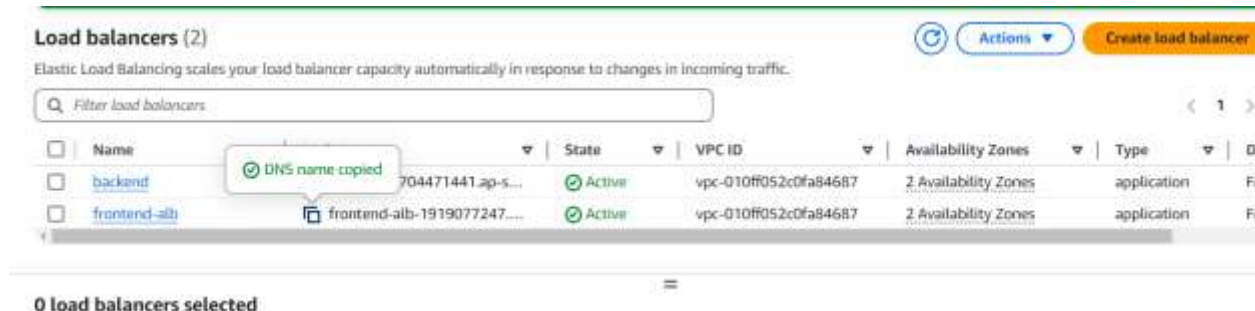 Load balancers (2)
Actions
Create load balancer
Elastic Load Balancing scales your load balancer capacity automatically in response to changes in incoming traffic.
Filter load balancers
1
Name State VPC ID Availability Zones Type
DNS name copied
backend 704471441.ap-s... Active vpc-010ff052c0fa84687 2 Availability Zones application
frontend-alb frontend-alb-1919077247.... Active vpc-010ff052c0fa84687 2 Availability Zones application
0 load balancers selected